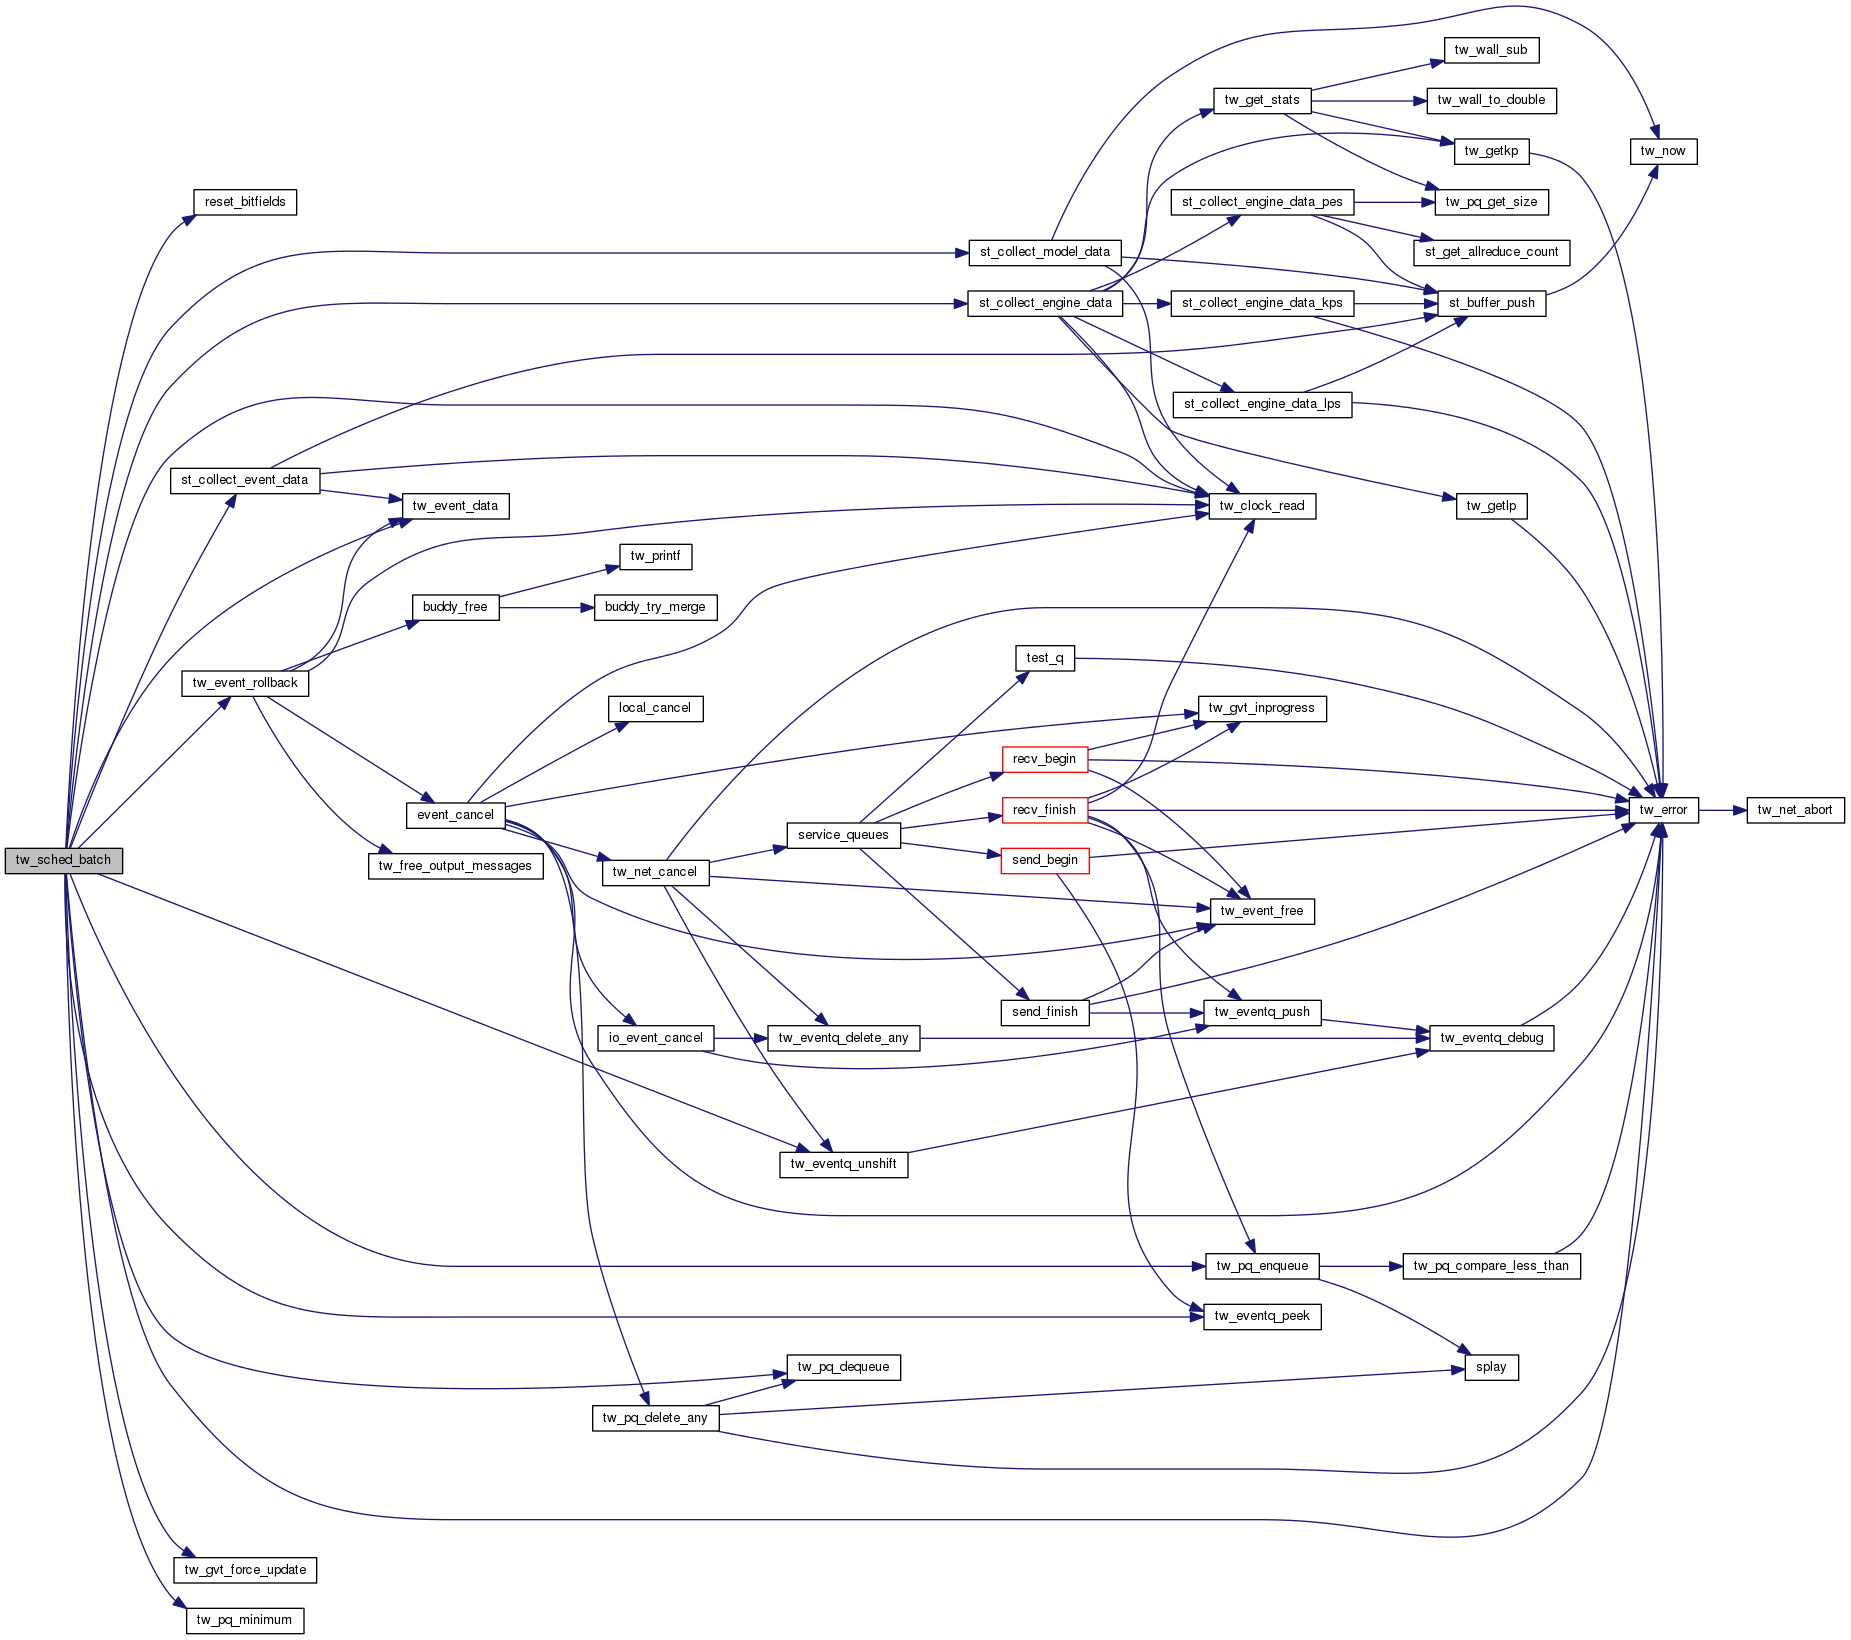 tw_wall_sub
tw_get_stats
tw_wall_to_double
tw_getkp
tw_now
reset_bitfields
st_collect_engine_data_pes
tw_pq_get_size
st_collect_model_data
st_get_allreduce_count
st_collect_engine_data
st_collect_engine_data_kps
st_buffer_push
st_collect_engine_data_lps
st_collect_event_data
tw_event_data
tw_clock_read
tw_getlp
tw_printf
buddy_free
buddy_try_merge
test_q
tw_event_rollback
local_cancel
tw_gvt_inprogress
recv_begin
event_cancel
recv_finish
tw_error
tw_net_abort
service_queues
tw_sched_batch
tw_free_output_messages
tw_net_cancel
send_begin
tw_event_free
send_finish
tw_eventq_push
io_event_cancel
tw_eventq_delete_any
tw_eventq_debug
tw_eventq_unshift
tw_pq_enqueue
tw_pq_compare_less_than
tw_eventq_peek
tw_pq_dequeue
splay
tw_pq_delete_any
tw_gvt_force_update
tw_pq_minimum